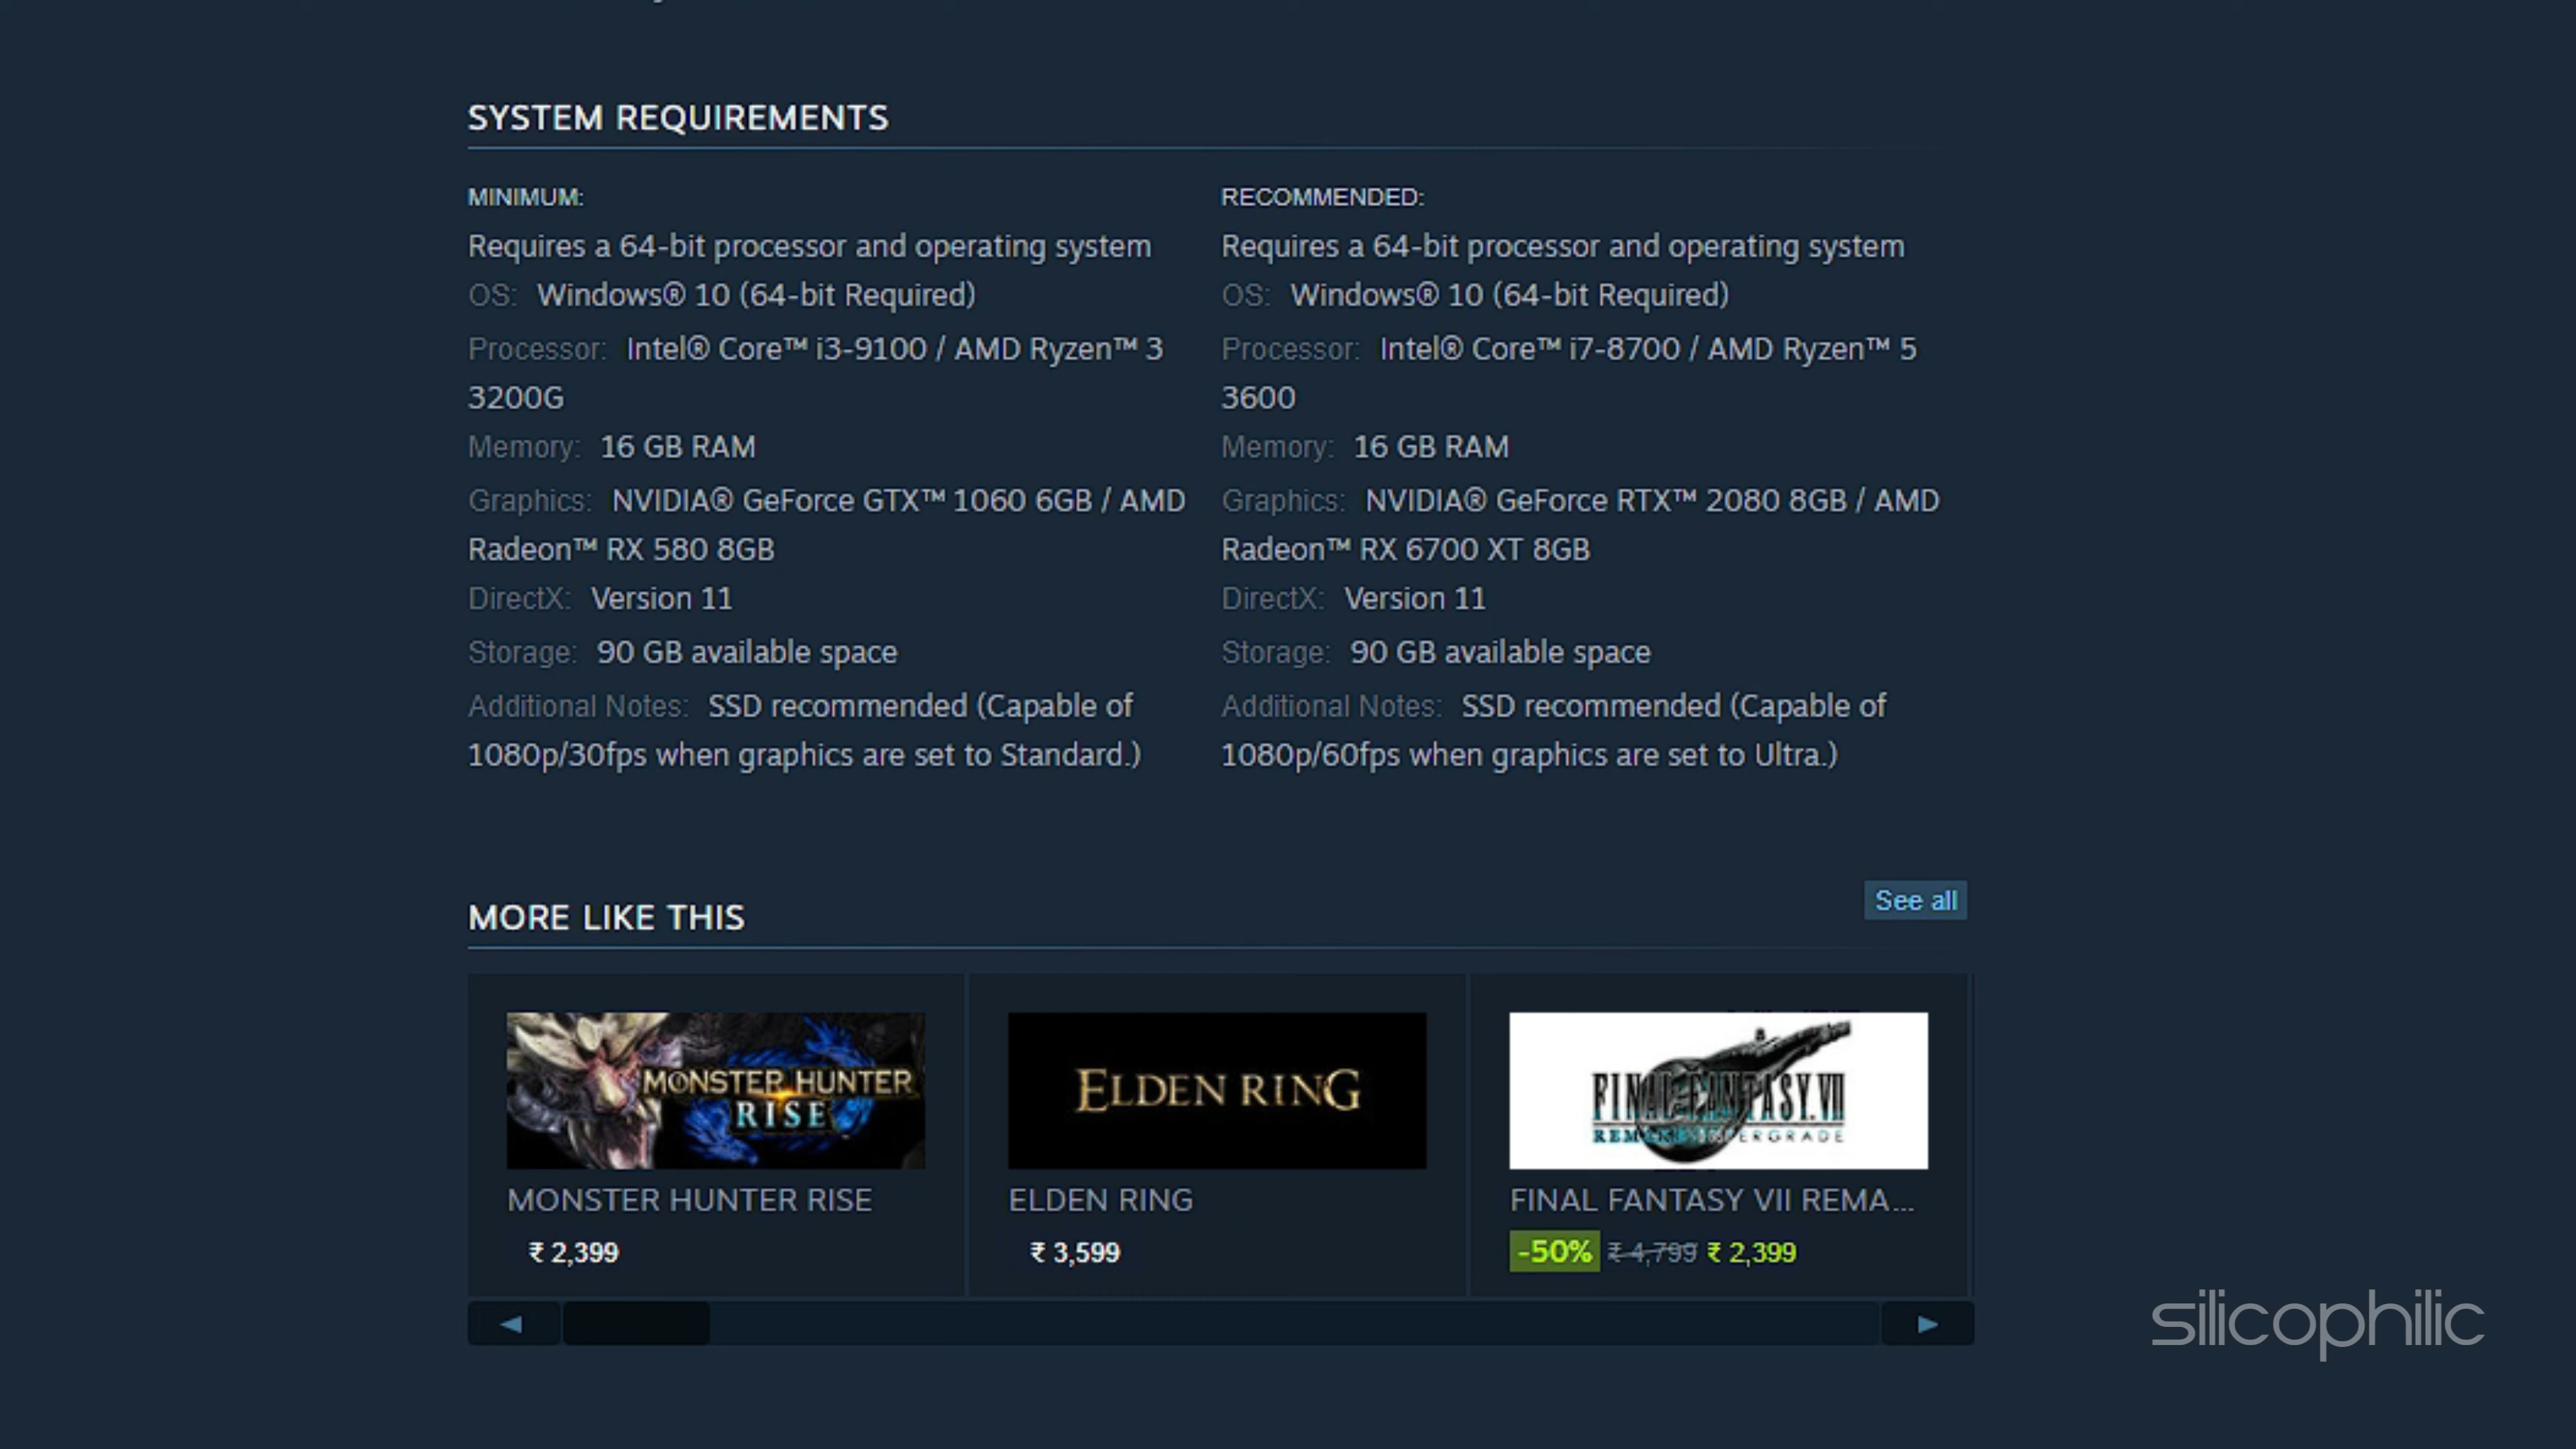 SYSTEM REQUIREMENTS
MINIMUM:
Requires a 64-bit processor and operating system
OS: Windows® 10 (64-bit Required)
Processor: Intel® Core™ i3-9100 / AMD Ryzen™ 3
3200G
Memory: 16 GB RAM
Graphics: NVIDIA® GeForce GTX™ 1060 6GB / AMD
Radeon™ RX 580 8GB
DirectX: Version 11
Storage: 90 GB available space
Additional Notes: SSD recommended (Capable of
1080p/30fps when graphics are set to Standard.)
RECOMMENDED:
Requires a 64-bit processor and operating system
OS: Windows® 10 (64-bit Required)
Processor: Intel® Core™ i7-8700 / AMD Ryzen™ 5
3600
Memory: 16 GB RAM
Graphics: NVIDIA® GeForce RTX™ 2080 8GB / AMD
Radeon™ RX 6700 XT 8GB
DirectX: Version 11
Storage: 90 GB available space
Additional Notes: SSD recommended (Capable of
1080p/60fps when graphics are set to Ultra.)
MORE LIKE THIS
See all
MONSTER HUNTER
RISE
MONSTER HUNTER RISE
₹ 2,399
ELDEN RING
ELDEN RING
₹ 3,599
FINAL FANTASY VII
REMAKE INTERGRADE
FINAL FANTASY VII REMA...
-50% ₹ 4,799 ₹ 2,399
silicophilic